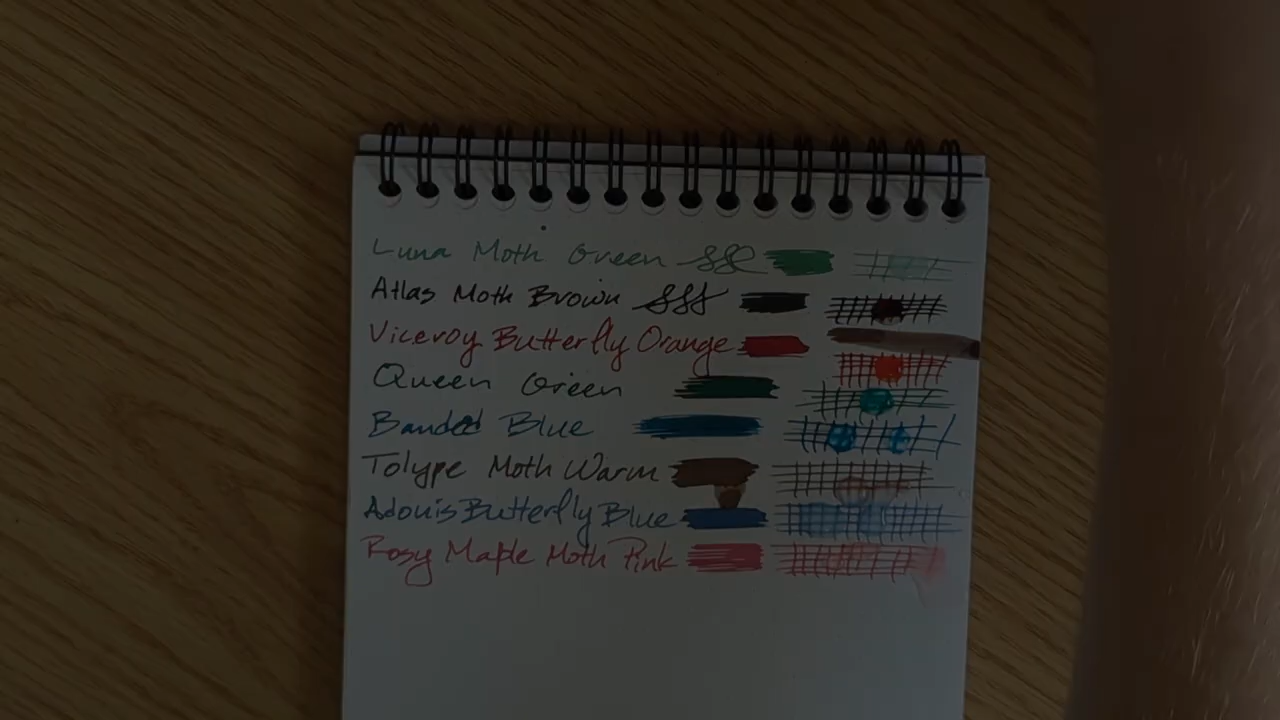 Luna Moth Green
Atlas Moth Brown
Viceroy Butterfly Orange
Queen Green
Banded Blue
Tolype Moth Warm
Adonis Butterfly Blue
Rosy Maple Moth Pink